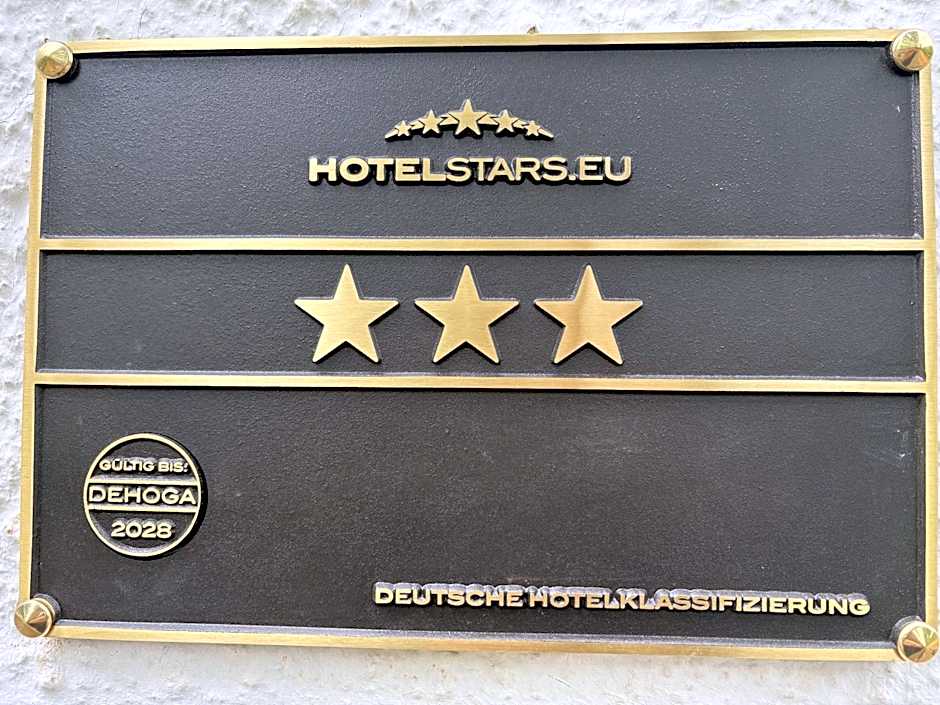 HOTELSTARS.EU
GÜLTIG BIS:
DEHOGA
2028
DEUTSCHE HOTELKLASSIFIZIERUNG